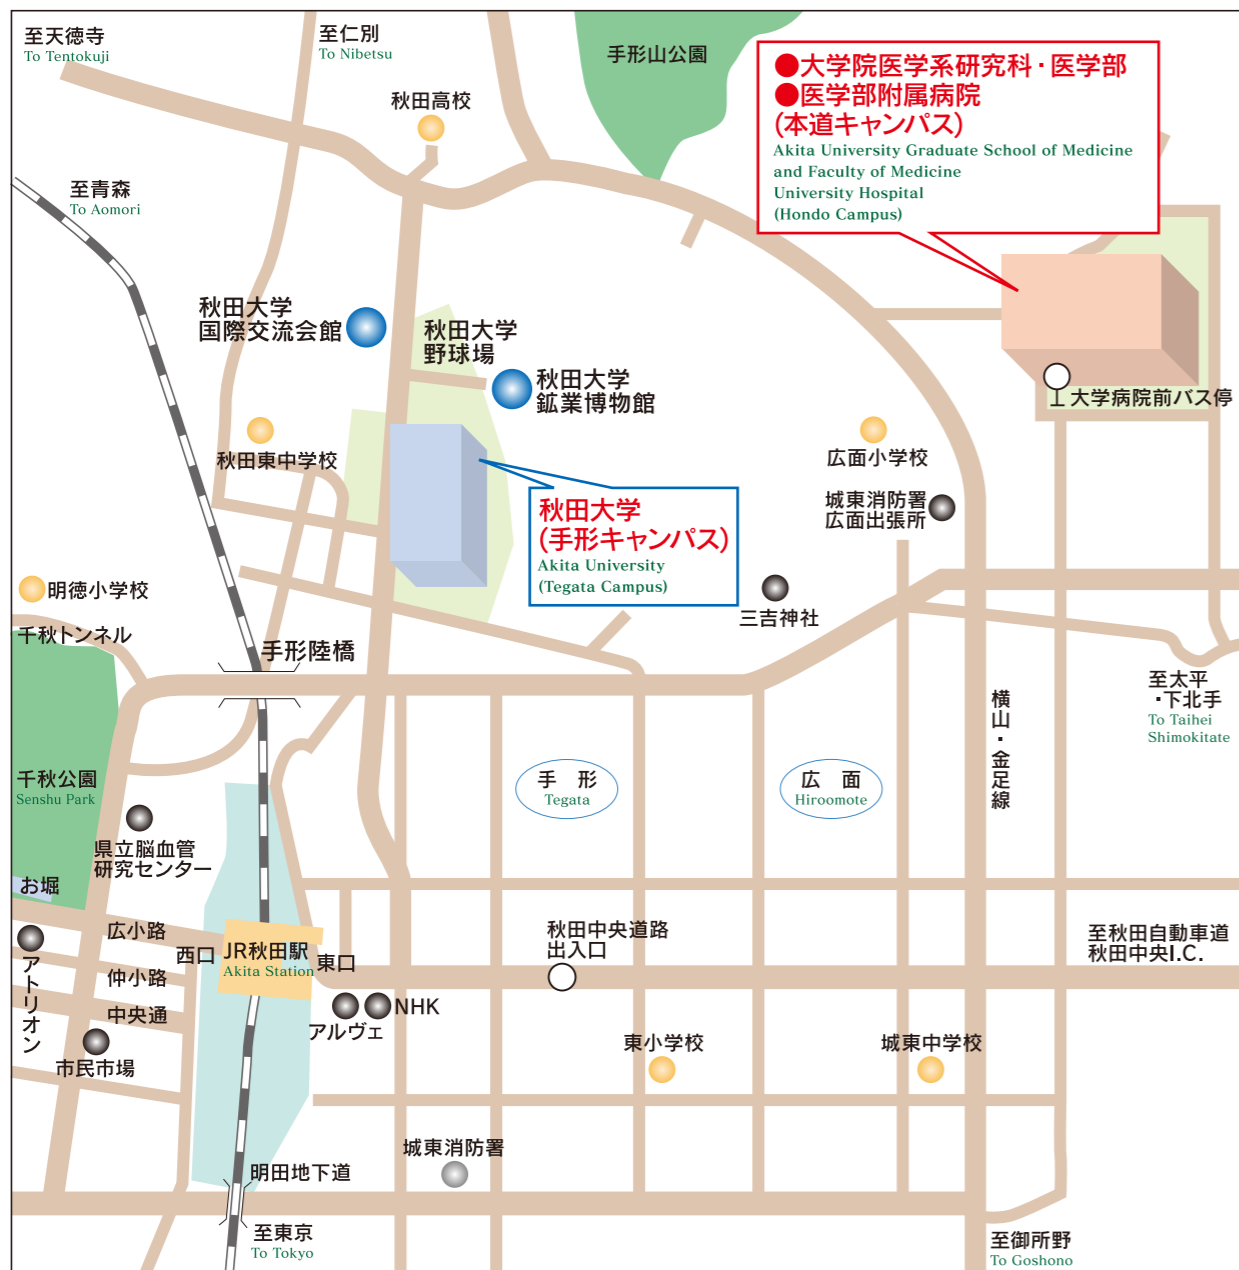 至天徳寺
To Tentokuji
至仁別
To Nibetsu
手形山公園
●大学院医学系研究科・医学部
●医学部附属病院
(本道キャンパス)
Akita University Graduate School of Medicine
and Faculty of Medicine
University Hospital
(Hondo Campus)
秋田高校
至青森
To Aomori
秋田大学
国際交流会館
秋田大学
野球場
秋田大学
鉱業博物館
大学病院前バス停
秋田東中学校
広面小学校
城東消防署
広面出張所
秋田大学
(手形キャンパス)
Akita University
(Tegata Campus)
明徳小学校
三吉神社
千秋トンネル
手形陸橋
至太平
・下北手
To Taihei
Shimokitate
横山・金足線
千秋公園
Senshu Park
手 形
Tegata
広 面
Hiroomote
県立脳血管
研究センター
お堀
広小路
西口
JR秋田駅
Akita Station
東口
秋田中央道路
出入口
至秋田自動車道
秋田中央I.C.
アトリオン
仲小路
中央通
NHK
アルヴェ
市民市場
東小学校
城東中学校
城東消防署
明田地下道
至東京
To Tokyo
至御所野
To Goshono